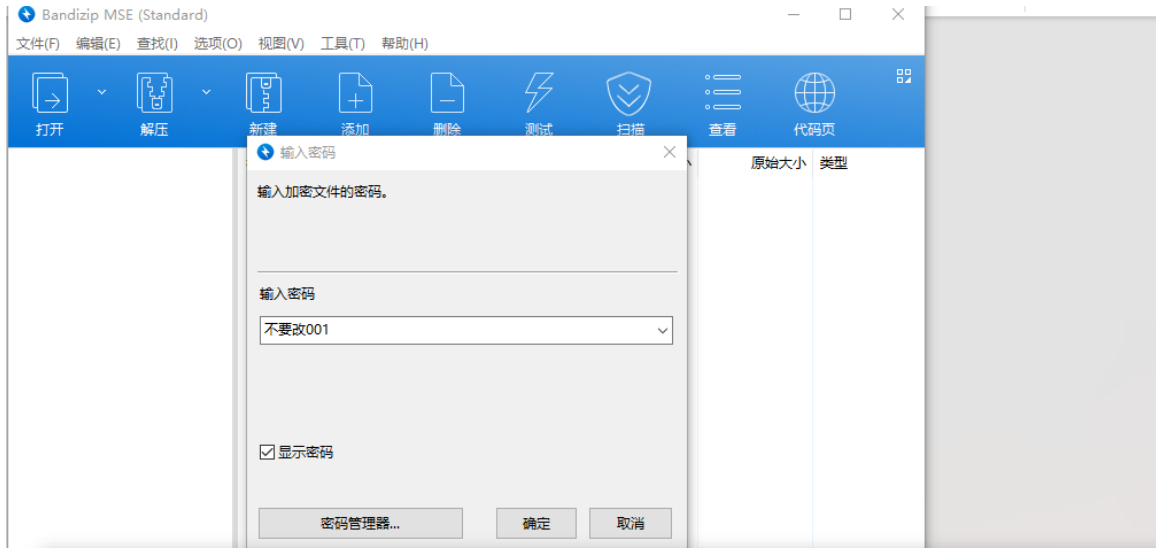 Bandizip MSE (Standard)
文件(F) 编辑(E) 查找(I) 选项(O) 视图(V) 工具(T) 帮助(H)
打开 解压 新建 添加 删除 测试 扫描 查看 代码页
输入密码
原始大小 类型
输入加密文件的密码。
输入密码
不要改001
显示密码
密码管理器... 确定 取消